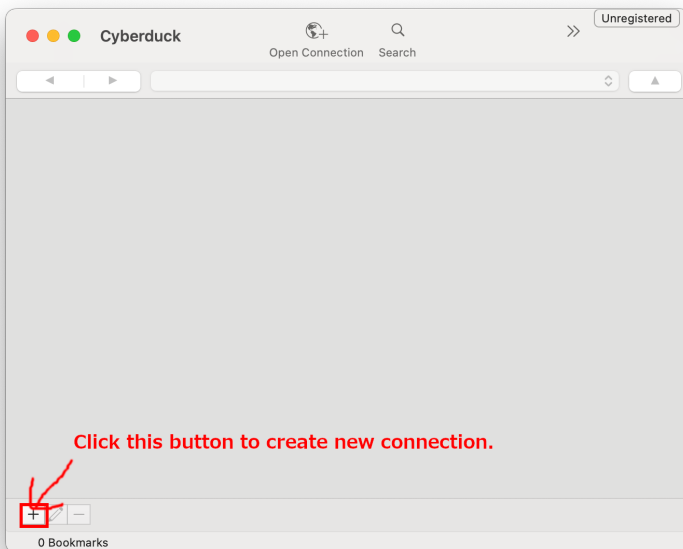 Unregistered
Cyberduck
Open Connection Search
Click this button to create new connection.
0 Bookmarks